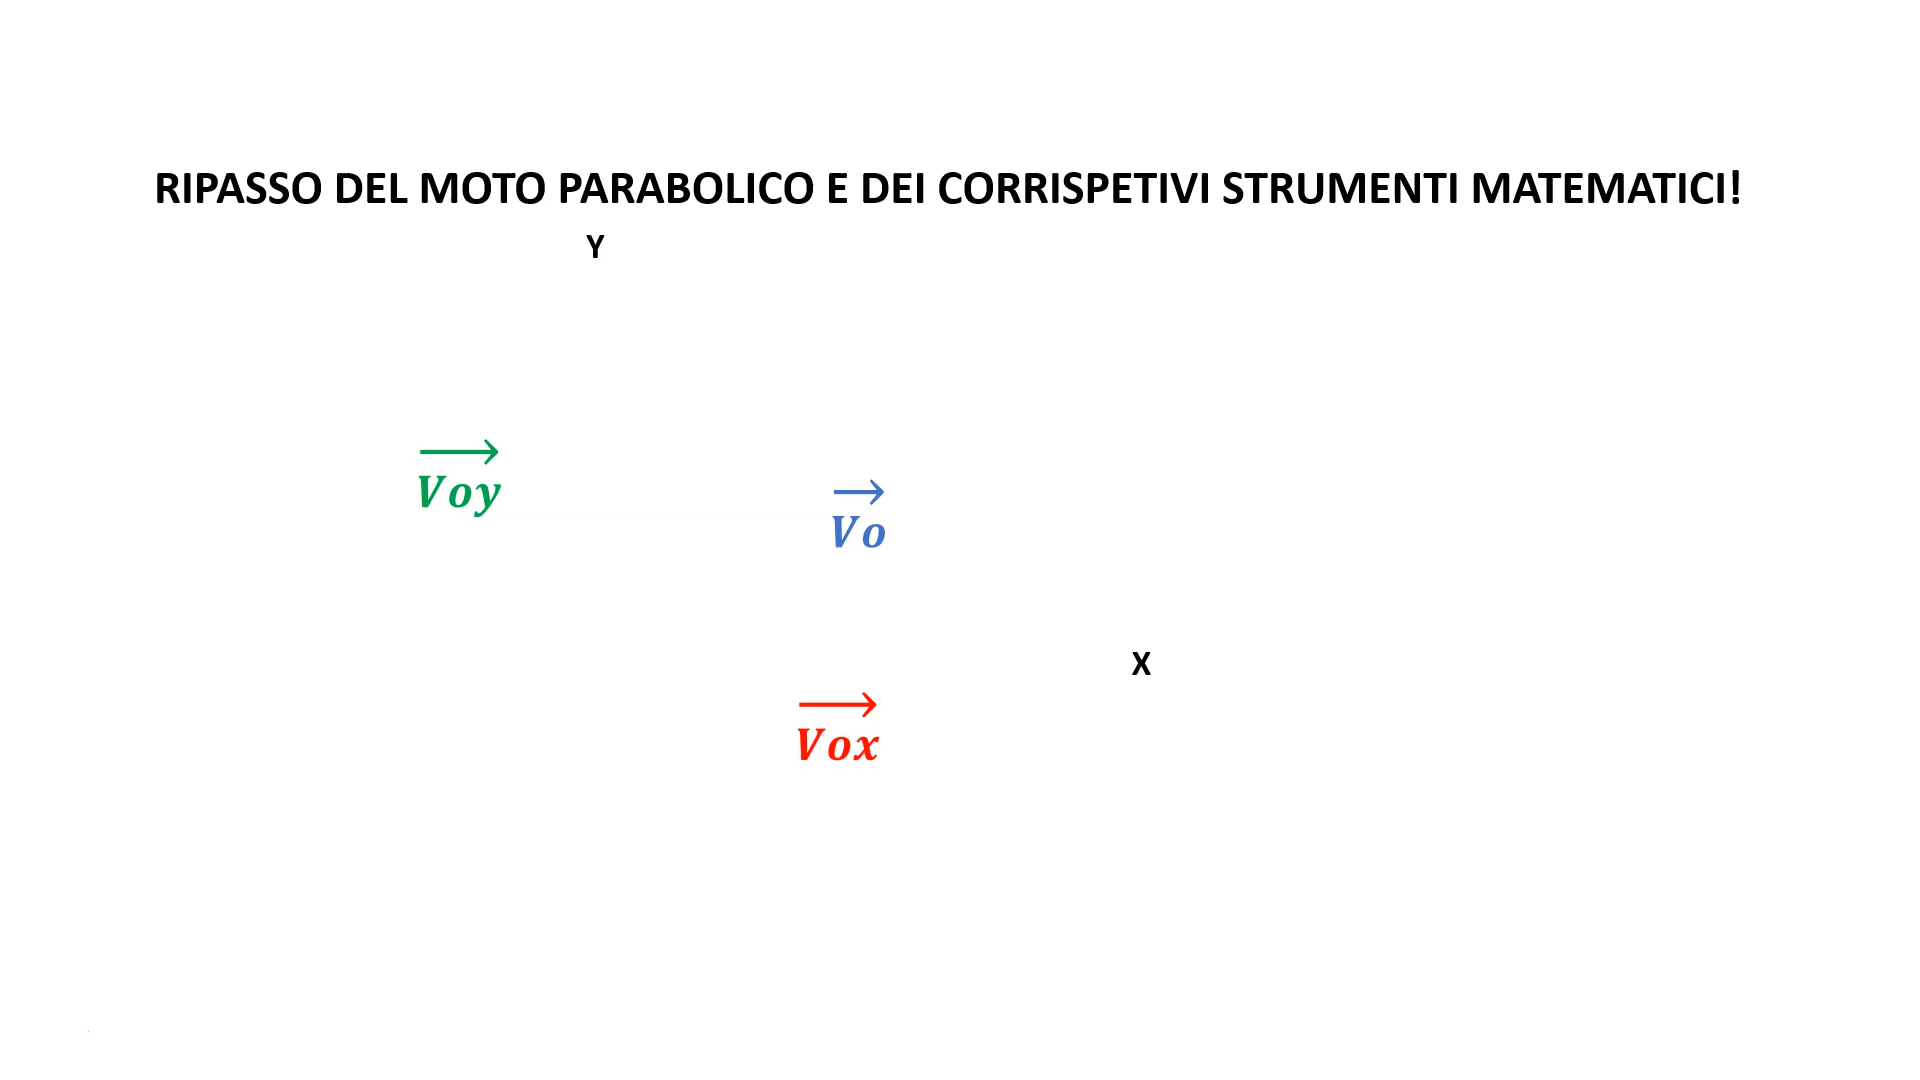 RIPASSO DEL MOTO PARABOLICO E DEI CORRISPETIVI STRUMENTI MATEMATICI!
Y
Voy
Vo
X
Vox